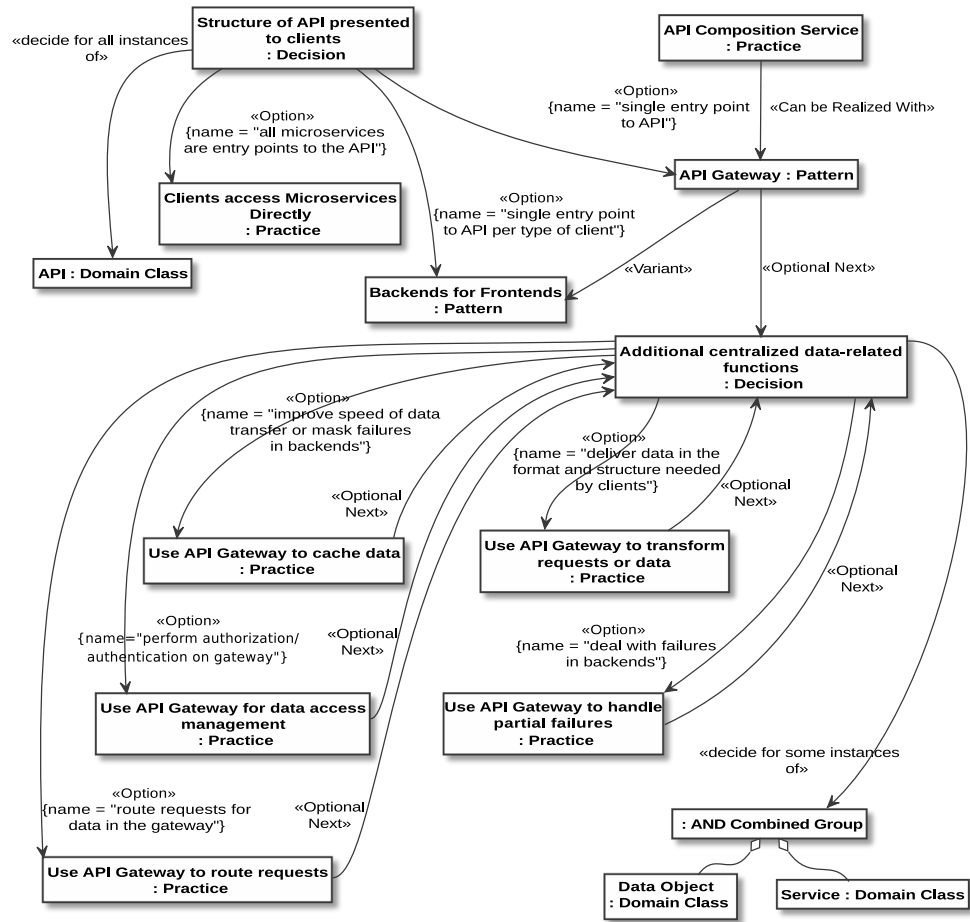 Structure of API presented
to clients
: Decision
API Composition Service
: Practice
«decide for all instances
of»
«Option»
{name = "all microservices
are entry points to the API"}
«Option»
{name = "single entry point
to API"}
«Can be Realized With»
API Gateway : Pattern
Clients access Microservices
Directly
: Practice
«Option»
{name = "single entry point
to API per type of client"}
API : Domain Class
«Variant»
«Optional Next»
Backends for Frontends
: Pattern
Additional centralized data-related
functions
: Decision
«Option»
{name = "improve speed of data
transfer or mask failures
in backends"}
«Option»
{name = "deliver data in the
format and structure needed
by clients"}
«Optional
Next»
«Optional
Next»
Use API Gateway to cache data
: Practice
Use API Gateway to transform
requests or data
: Practice
«Optional
Next»
«Option»
{name="perform authorization/
authentication on gateway"}
«Optional
Next»
«Option»
{name = "deal with failures
in backends"}
Use API Gateway for data access
management
: Practice
Use API Gateway to handle
partial failures
: Practice
«decide for some instances
of»
«Option»
{name = "route requests for
data in the gateway"}
«Optional
Next»
: AND Combined Group
Use API Gateway to route requests
: Practice
Data Object
: Domain Class
Service : Domain Class